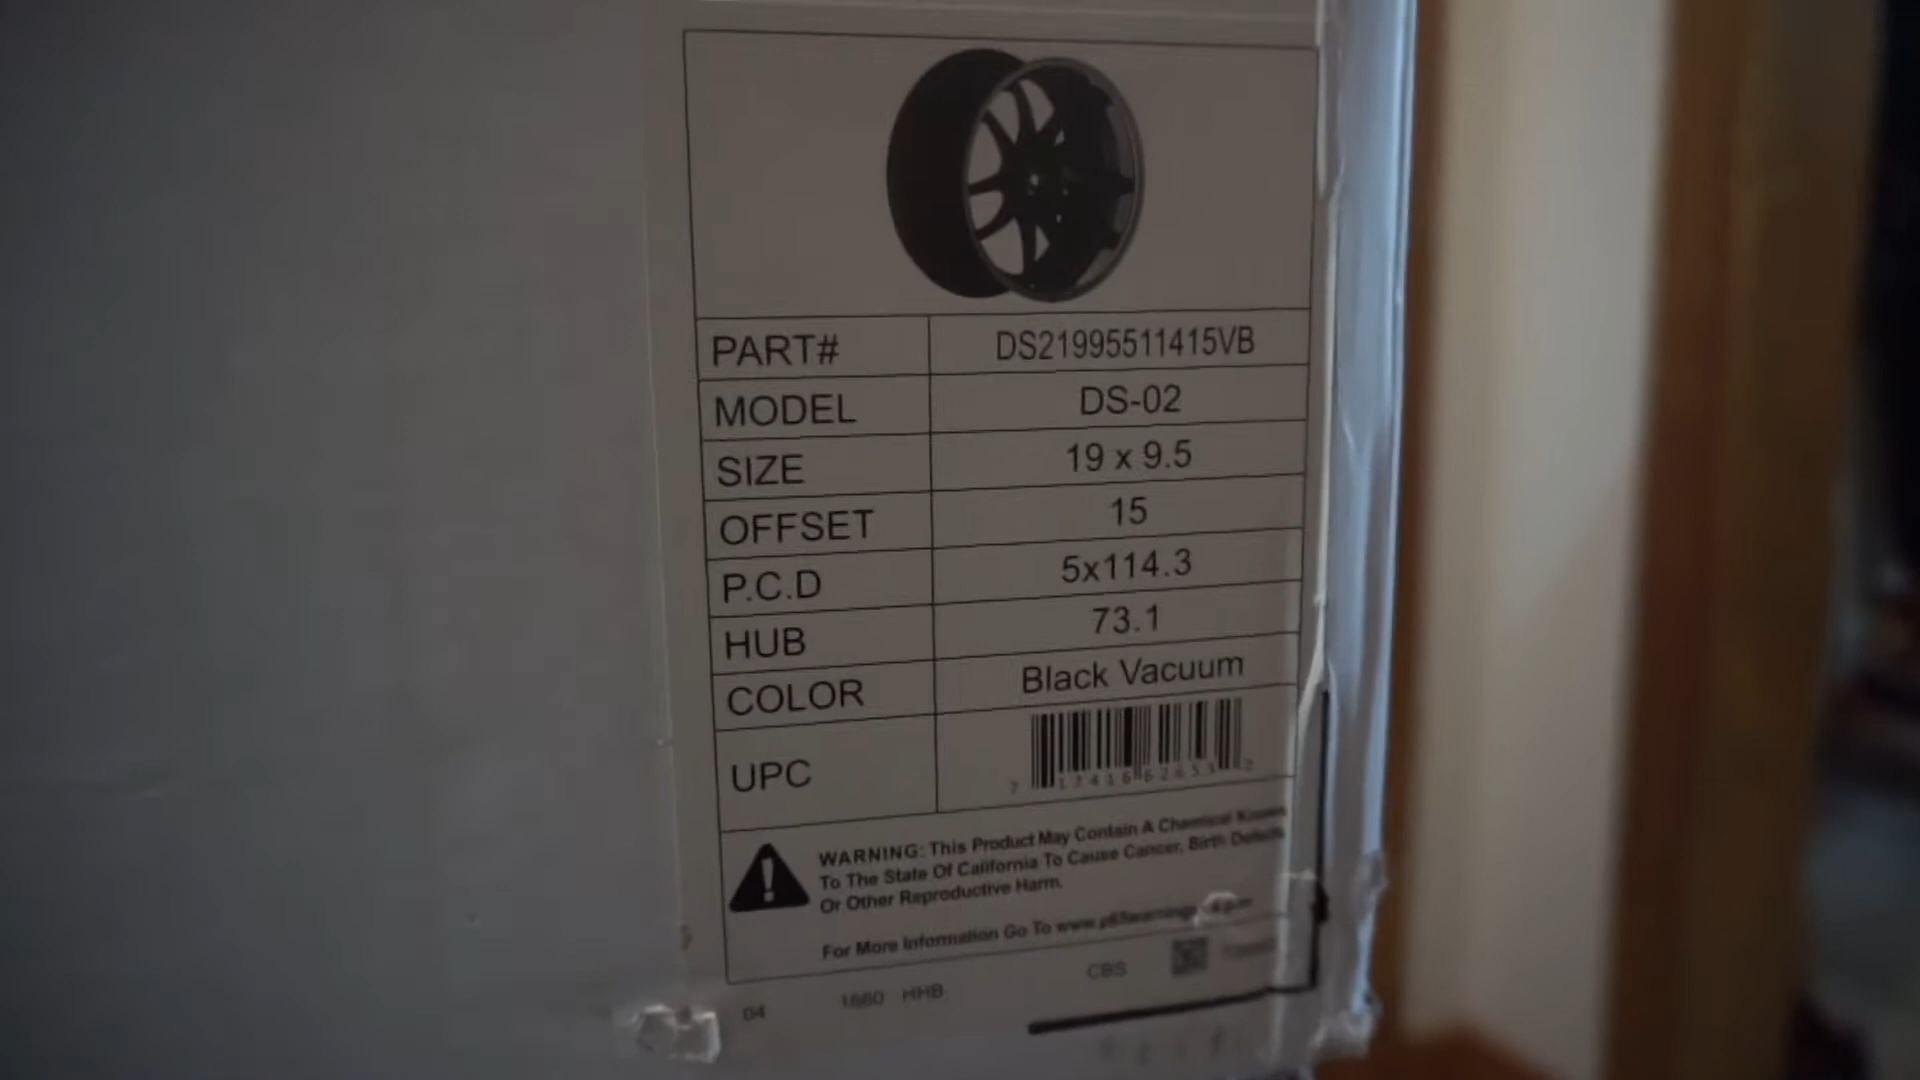 PART# DS21995511415VB
MODEL DS-02
SIZE 19 x 9.5
OFFSET 15
P.C.D 5x114.3
HUB 73.1
COLOR Black Vacuum
UPC
WARNING: This Product May Contain A Chemical Known
To The State Of California To Cause Cancer, Birth Defects
Or Other Reproductive Harm.
For More Information Go To
04 1660 HHB CBS